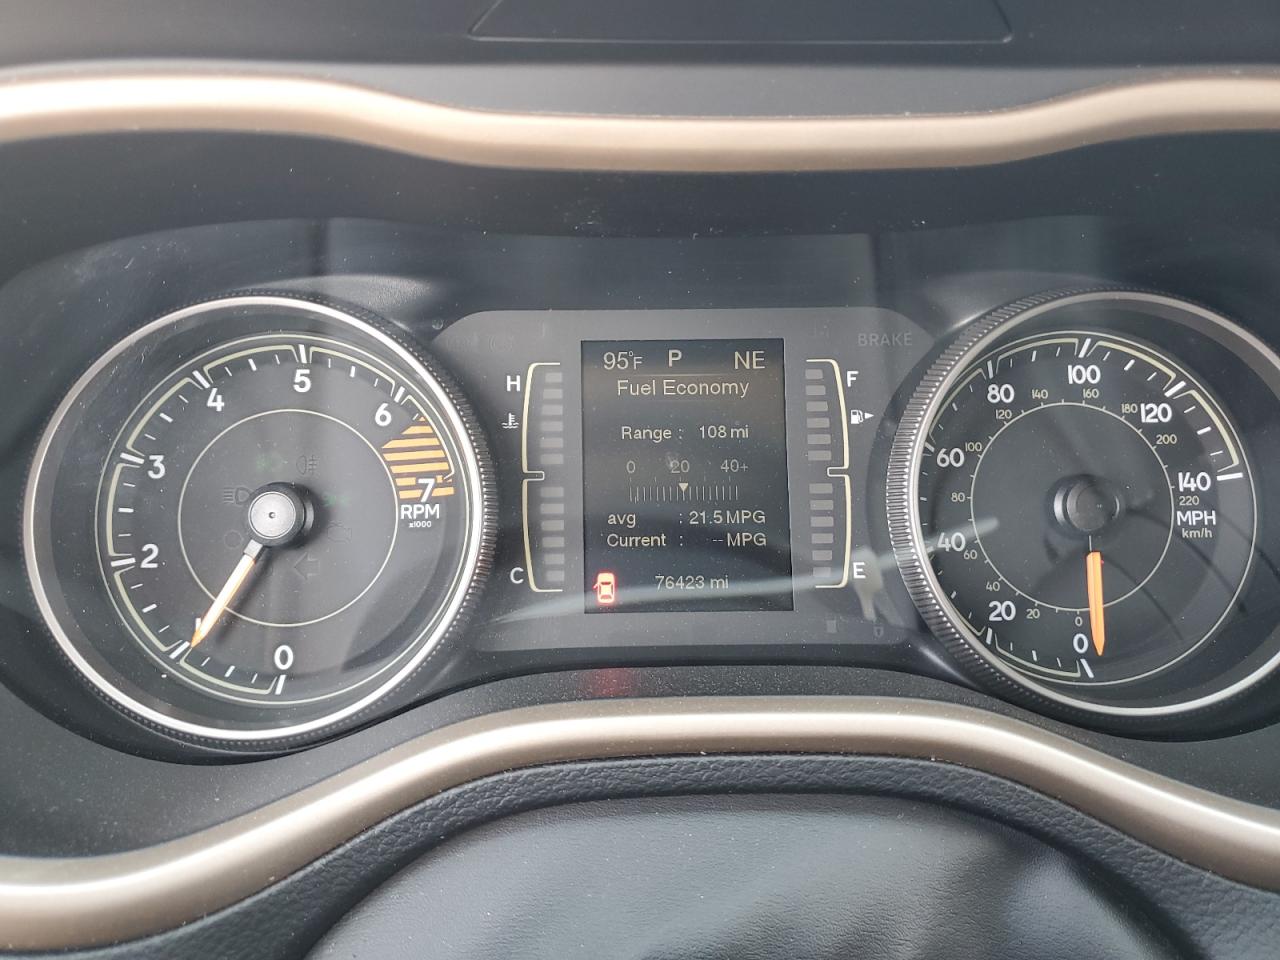 95°F P NE
Fuel Economy
Range : 108 mi
0 20 40+
avg : 21.5 MPG
Current : -- MPG
76423 mi
H
C
F
E
BRAKE
0
1
2
3
4
5
6
7
RPM
x1000
0
20
40
60
80
100
120
140
MPH
km/h
0
20
40
60
80
100
120
140
160
180
200
220